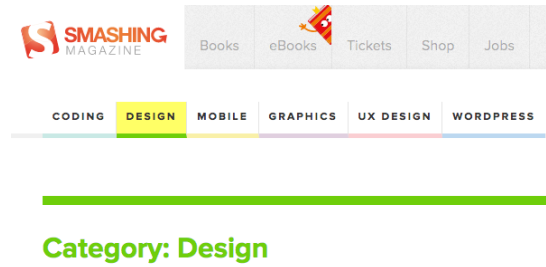 SMASHING
MAGAZINE
Books eBooks Tickets Shop Jobs
CODING DESIGN MOBILE GRAPHICS UX DESIGN WORDPRESS
Category: Design